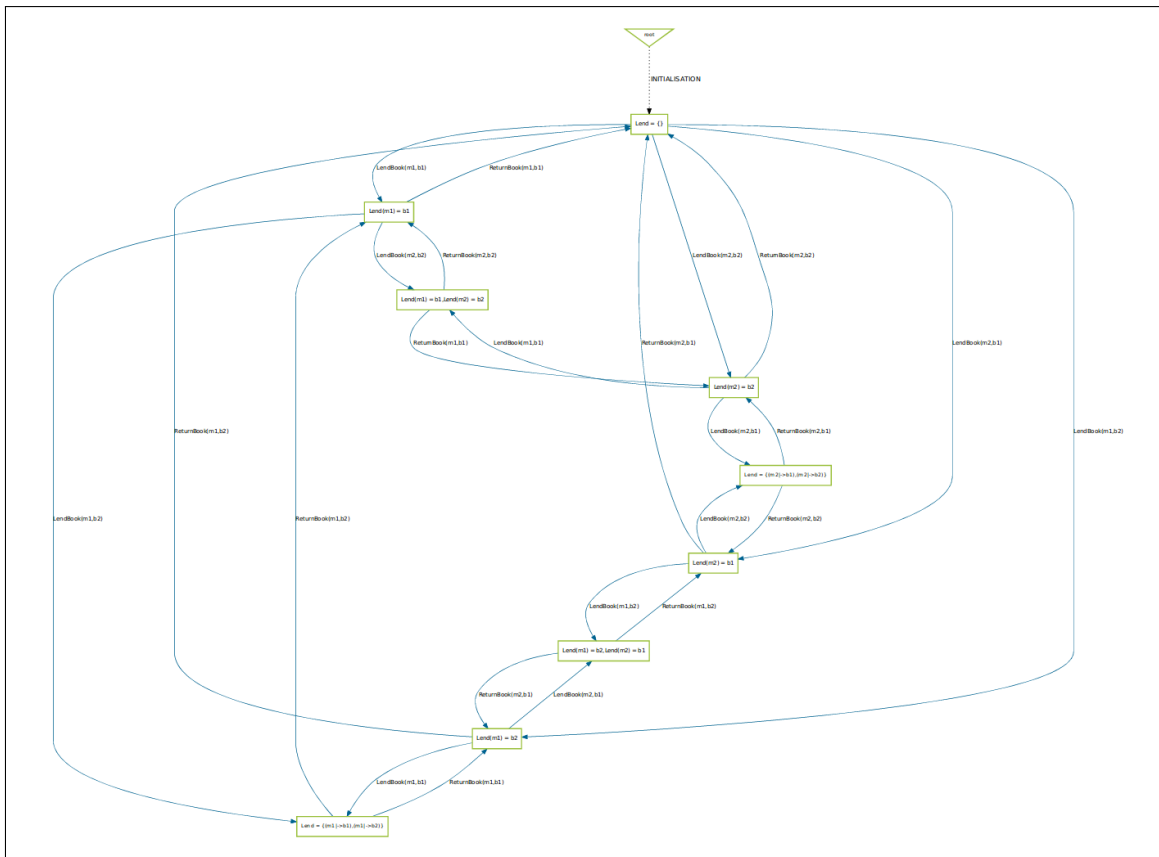 root
INITIALISATION
Lend = {}
LendBook(m1,b1)
ReturnBook(m1,b1)
Lend(m1) = b1
LendBook(m2,b2)
ReturnBook(m2,b2)
LendBook(m2,b2)
ReturnBook(m2,b2)
Lend(m1) = b1,Lend(m2) = b2
ReturnBook(m1,b1)
LendBook(m1,b1)
ReturnBook(m2,b1)
LendBook(m2,b1)
Lend(m2) = b2
ReturnBook(m1,b2)
LendBook(m2,b1)
ReturnBook(m2,b1)
LendBook(m1,b2)
Lend = {(m2|->b1),(m2|->b2)}
LendBook(m1,b2)
ReturnBook(m1,b2)
LendBook(m2,b2)
ReturnBook(m2,b2)
Lend(m2) = b1
LendBook(m1,b2)
ReturnBook(m1,b2)
Lend(m1) = b2,Lend(m2) = b1
ReturnBook(m2,b1)
LendBook(m2,b1)
Lend(m1) = b2
LendBook(m1,b1)
ReturnBook(m1,b1)
Lend = {(m1|->b1),(m1|->b2)}